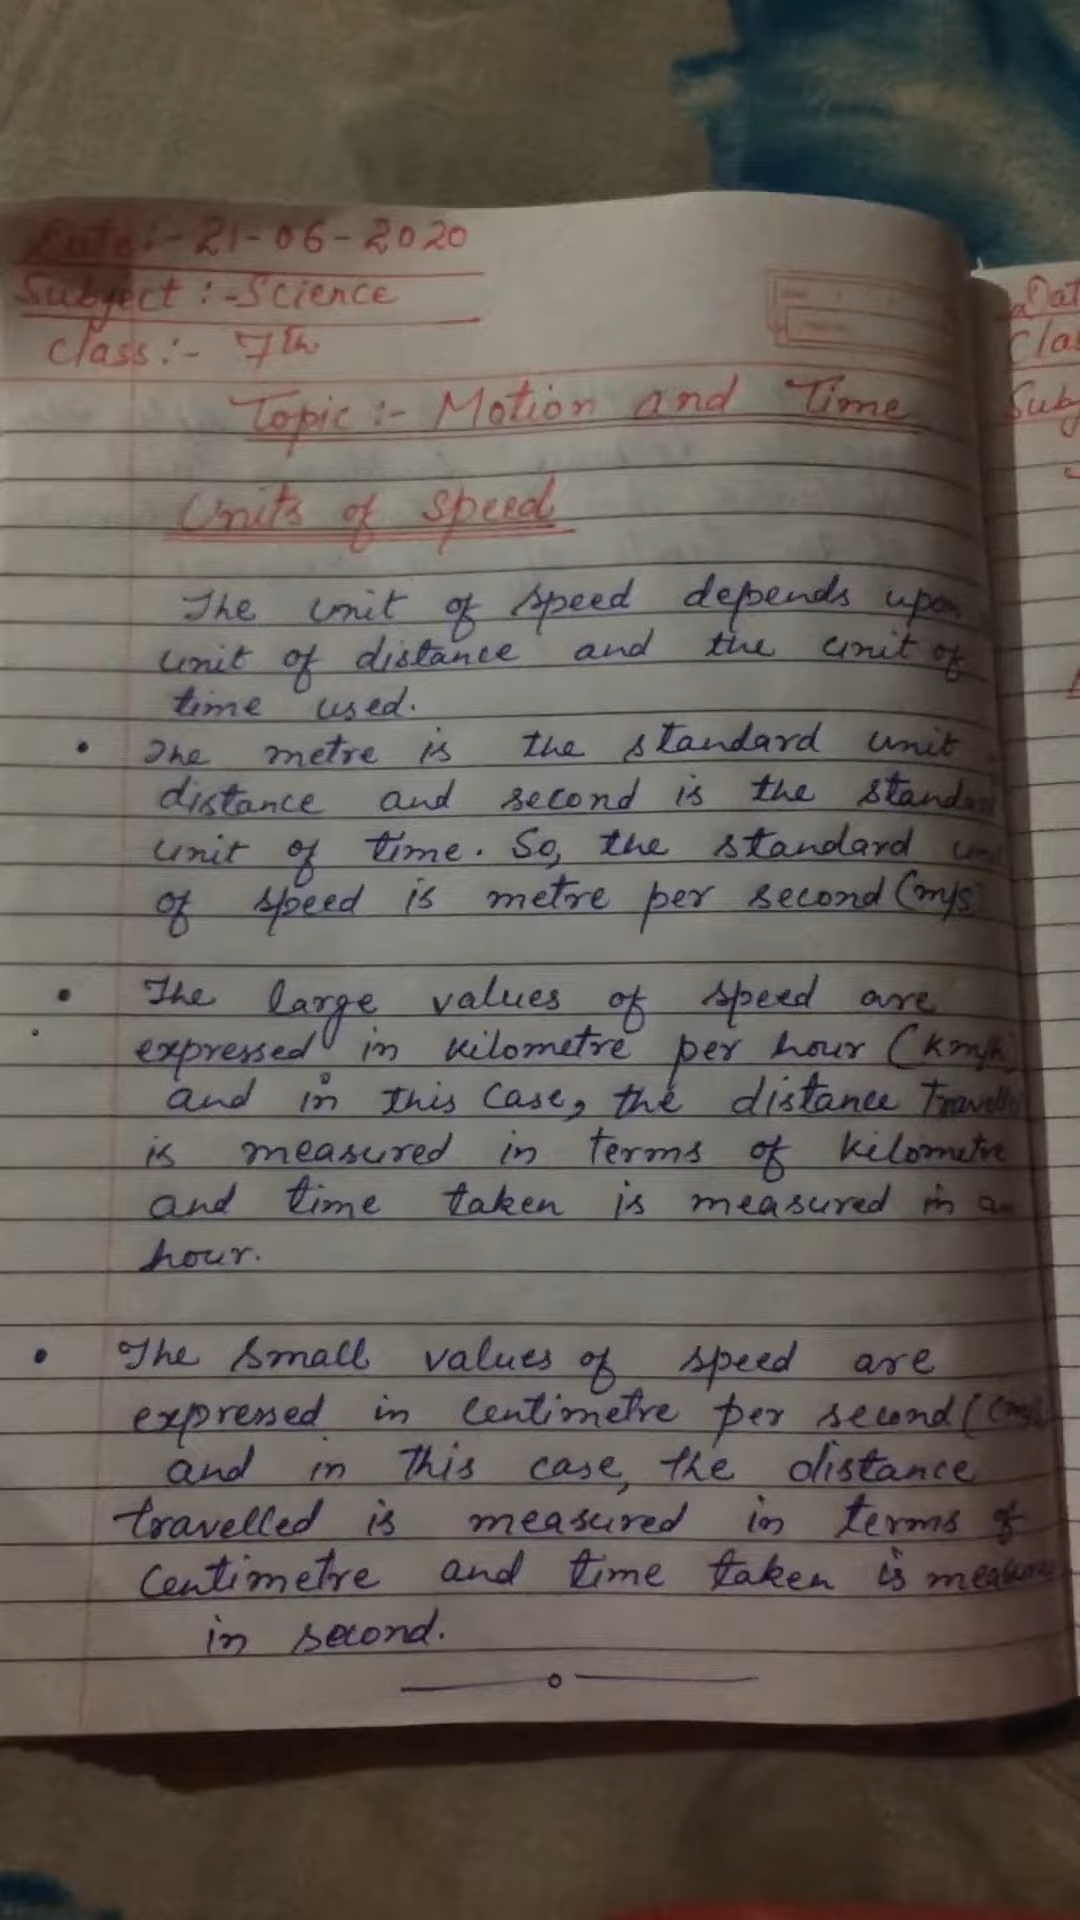 Date:- 21-06-2020
Subject :- Science
Class :- 7th
Topic :- Motion and Time
Units of speed
The unit of speed depends upon
unit of distance and the unit of
time used.
• The metre is the standard unit
distance and second is the
unit of time. So, the standard
of speed is metre per second (m/s)
• The large values of speed are
expressed in kilometre per hour (km/h
and in this case, the distance
is measured in terms of kilometre
and time taken is measured in an
hour.
• The small values of speed are
expressed in centimetre per second
and in this case, the distance
travelled is measured in terms of
centimetre and time taken is
in second.
Dat
Cla
Sub